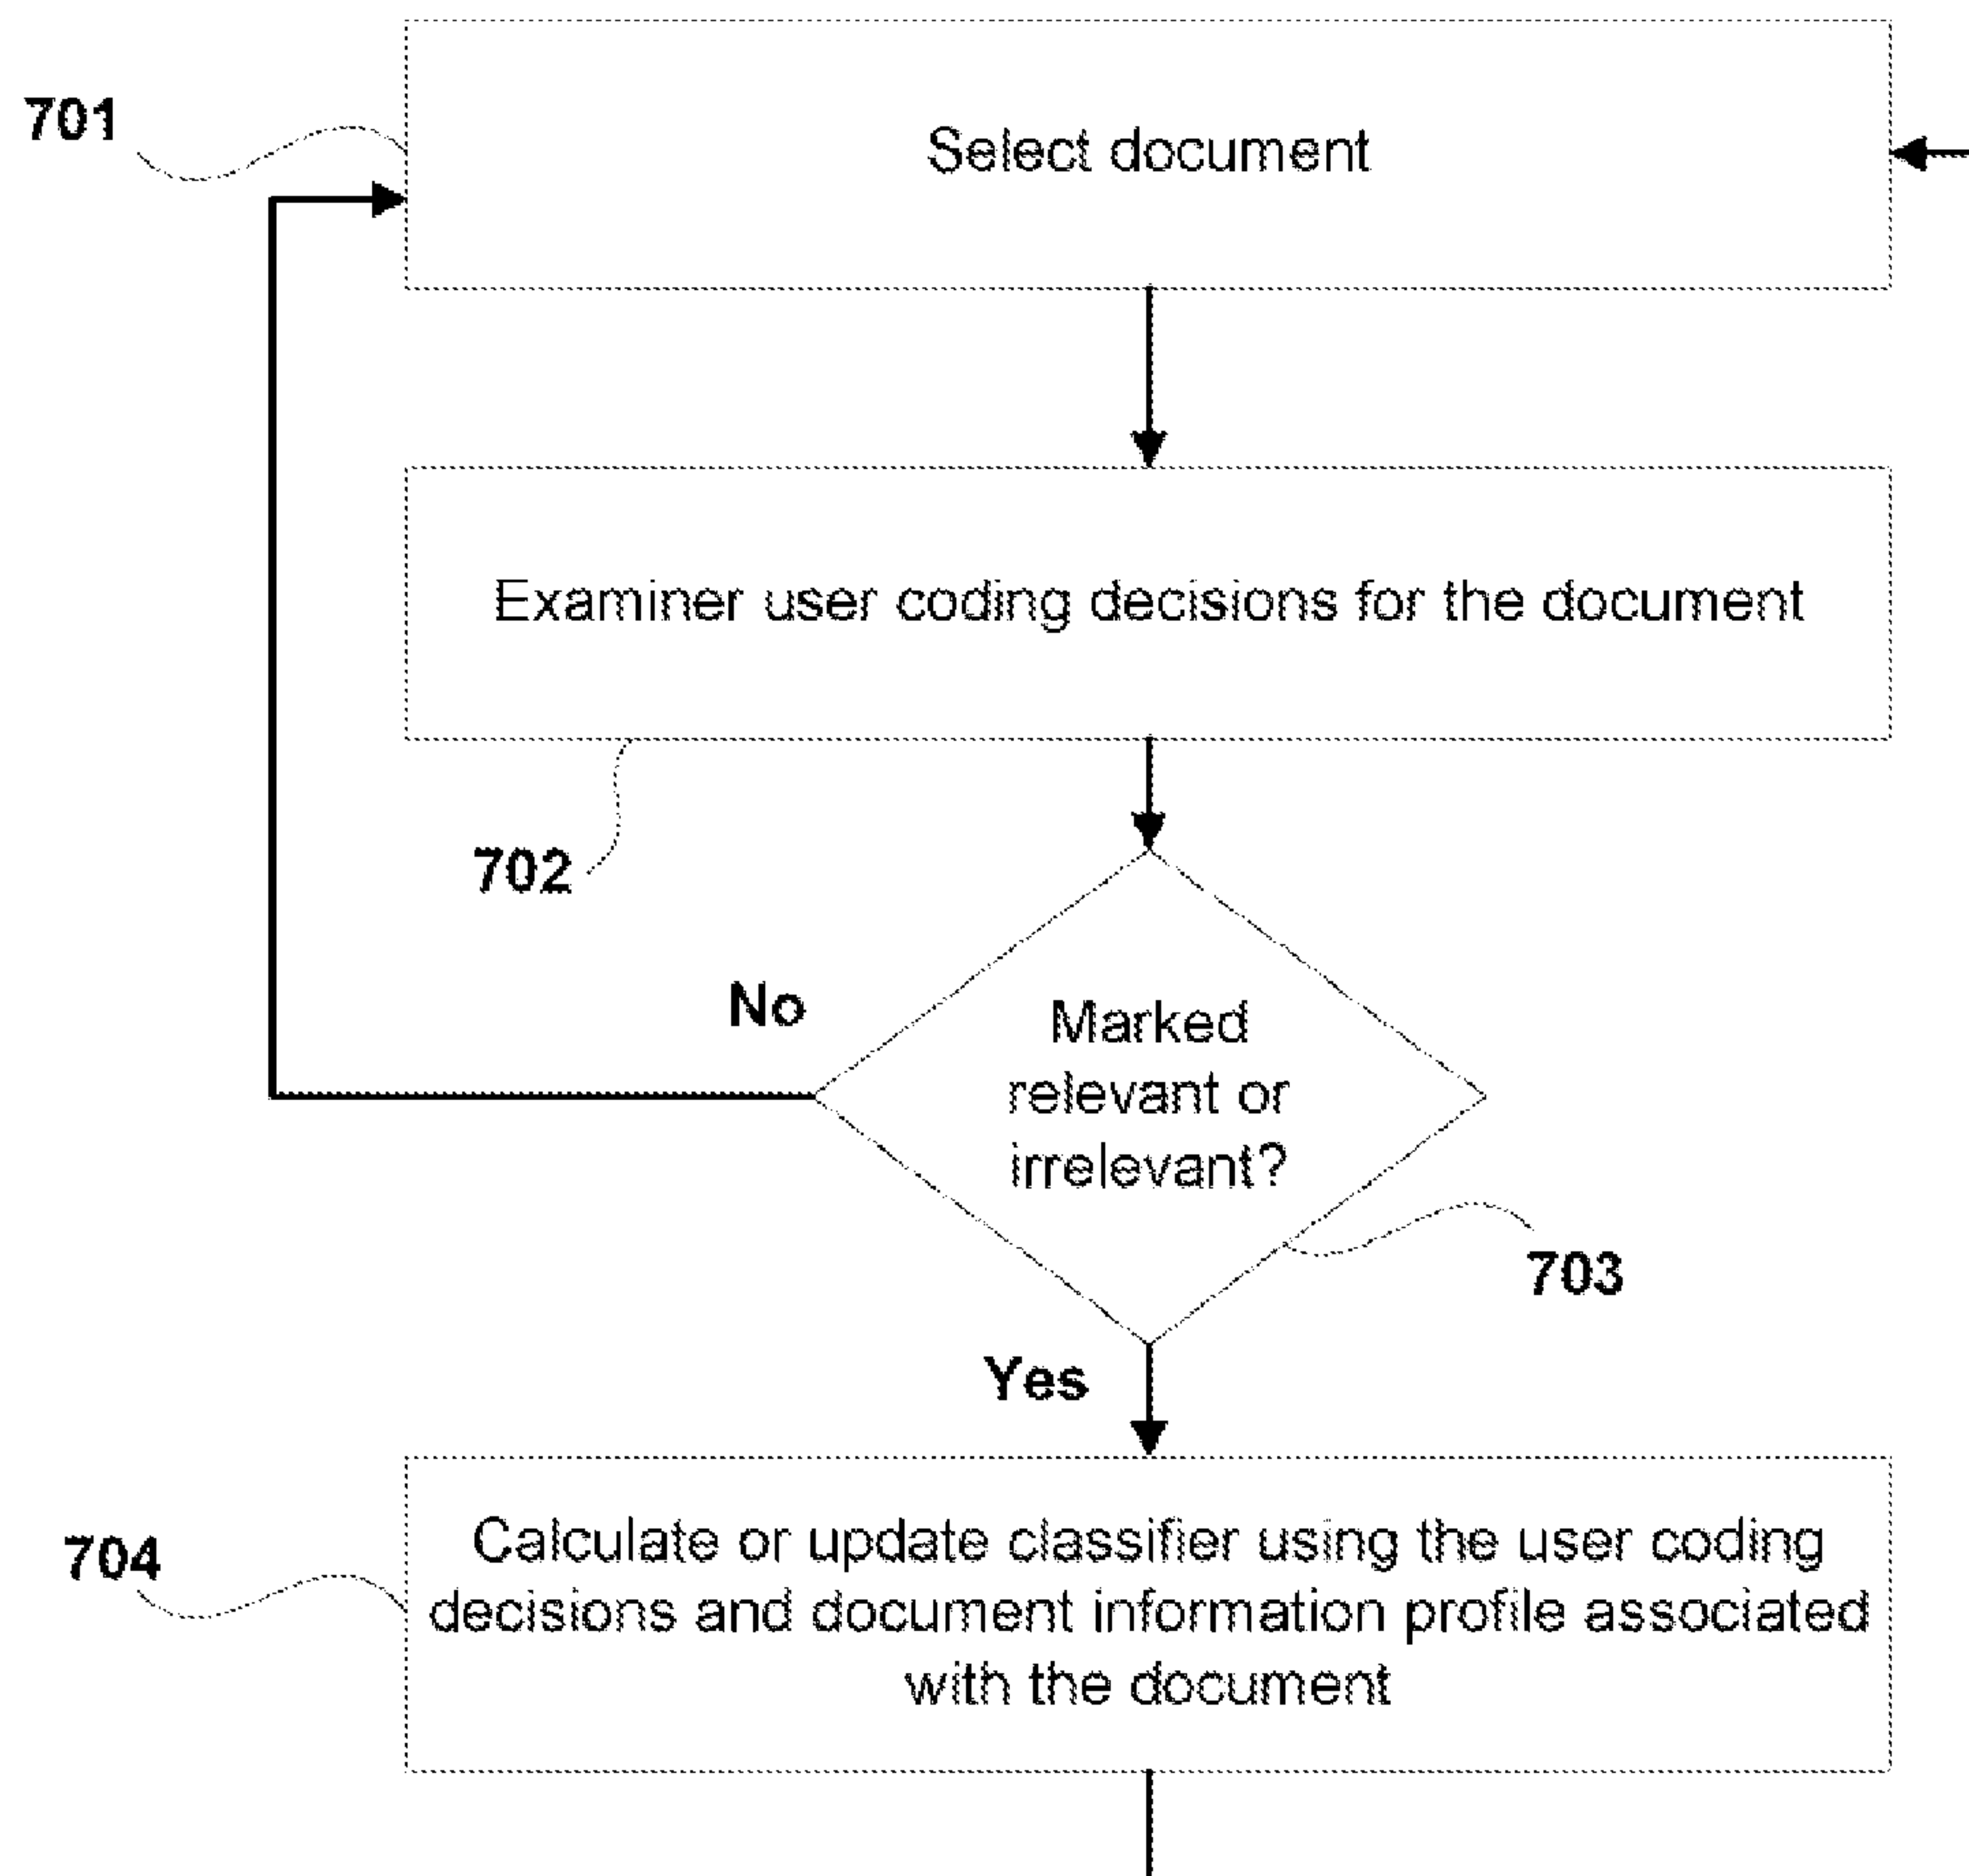 701
Select document
Examiner user coding decisions for the document
702
No
Marked
relevant or
irrelevant?
703
Yes
704
Calculate or update classifier using the user coding
decisions and document information profile associated
with the document